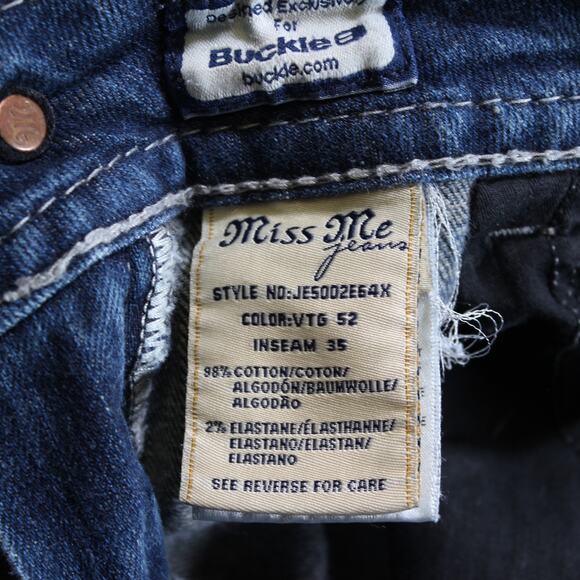 Designed Exclusively
For
Buckle B
buckle.com
Miss Me
jeans
STYLE NO:JE5002E64X
COLOR:VTG 52
INSEAM 35
98% COTTON/COTON/
ALGODÓN/BAUMWOLLE/
ALGODÃO
2% ELASTANE/ÉLASTHANNE/
ELASTANO/ELASTAN/
ELASTANO
SEE REVERSE FOR CARE